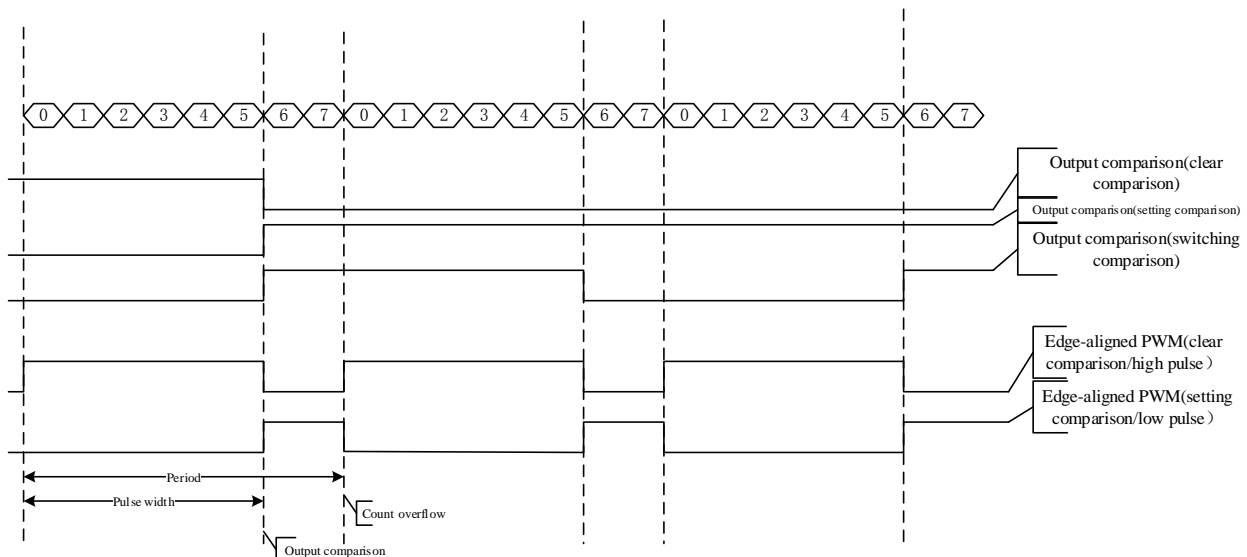 0 1 2 3 4 5 6 7 0 1 2 3 4 5 6 7 0 1 2 3 4 5 6 7
Output comparison(clear
comparison)
Output comparison(setting comparison)
Output comparison(switching
comparison)
Edge-aligned PWM(clear
comparison/high pulse）
Edge-aligned PWM(setting
comparison/low pulse）
Period
Pulse width
Count overflow
Output comparison